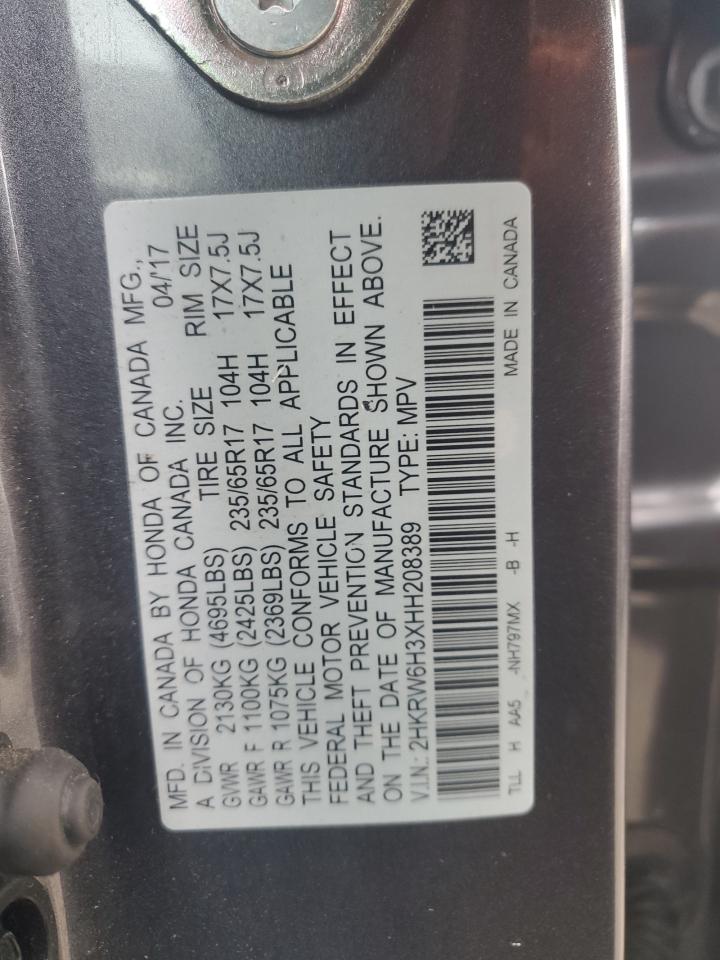 MFD. IN CANADA BY HONDA OF CANADA MFG.,
A DIVISION OF HONDA CANADA INC. 04/'17
GVWR 2130KG (4695LBS) TIRE SIZE RIM SIZE
GAWR F 1100KG (2425LBS) 235/65R17 104H 17X7.5J
GAWR R 1075KG (2369LBS) 235/65R17 104H 17X7.5J
THIS VEHICLE CONFORMS TO ALL APPLICABLE
FEDERAL MOTOR VEHICLE SAFETY
AND THEFT PREVENTION STANDARDS IN EFFECT
ON THE DATE OF MANUFACTURE SHOWN ABOVE.
V.I.N.: 2HKRW6H3XHH208389 TYPE: MPV
TLL H AA5 -NH797MX -B -H MADE IN CANADA